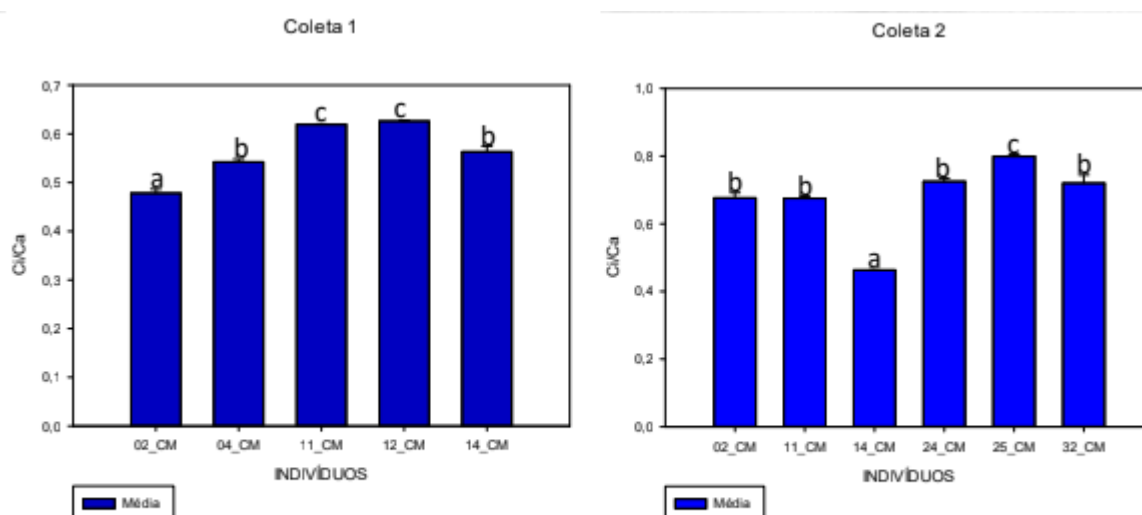 Coleta 1
Ci/Ca
0,7
0,6
0,5
0,4
0,3
0,2
0,1
0,0
a
b
c
c
b
02_CM
04_CM
11_CM
12_CM
14_CM
INDIVÍDUOS
Média
Coleta 2
Ci/Ca
1,0
0,8
0,6
0,4
0,2
0,0
b
b
a
b
c
b
02_CM
11_CM
14_CM
24_CM
25_CM
32_CM
INDIVÍDUOS
Média